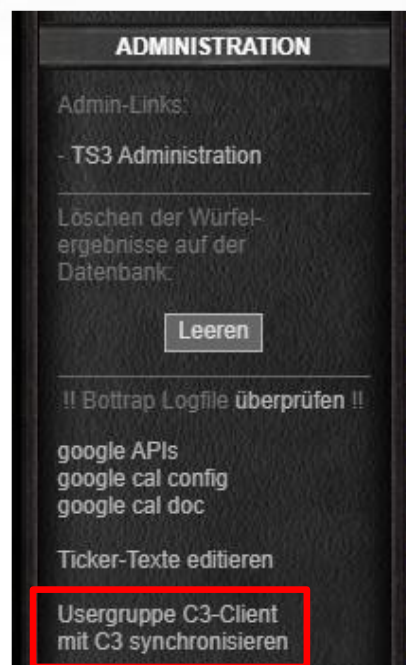 ADMINISTRATION
Admin-Links:
- TS3 Administration
Löschen der Würfel-
ergebnisse auf der
Datenbank:
Leeren
!! Bottrap Logfile überprüfen !!
google APIs
google cal config
google cal doc
Ticker-Texte editieren
Usergruppe C3-Client
mit C3 synchronisieren